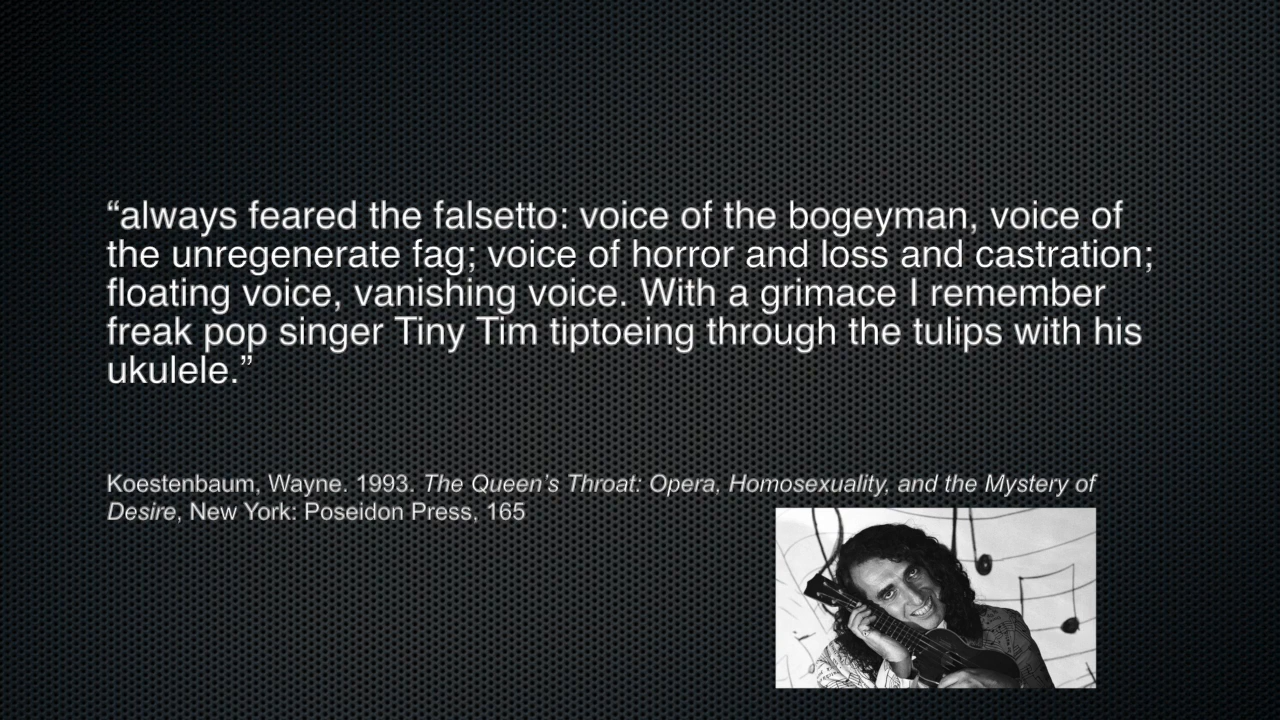 “always feared the falsetto: voice of the bogeyman, voice of
the unregenerate fag; voice of horror and loss and castration;
floating voice, vanishing voice. With a grimace I remember
freak pop singer Tiny Tim tiptoeing through the tulips with his
ukulele.”
Koestenbaum, Wayne. 1993. The Queen’s Throat: Opera, Homosexuality, and the Mystery of
Desire, New York: Poseidon Press, 165